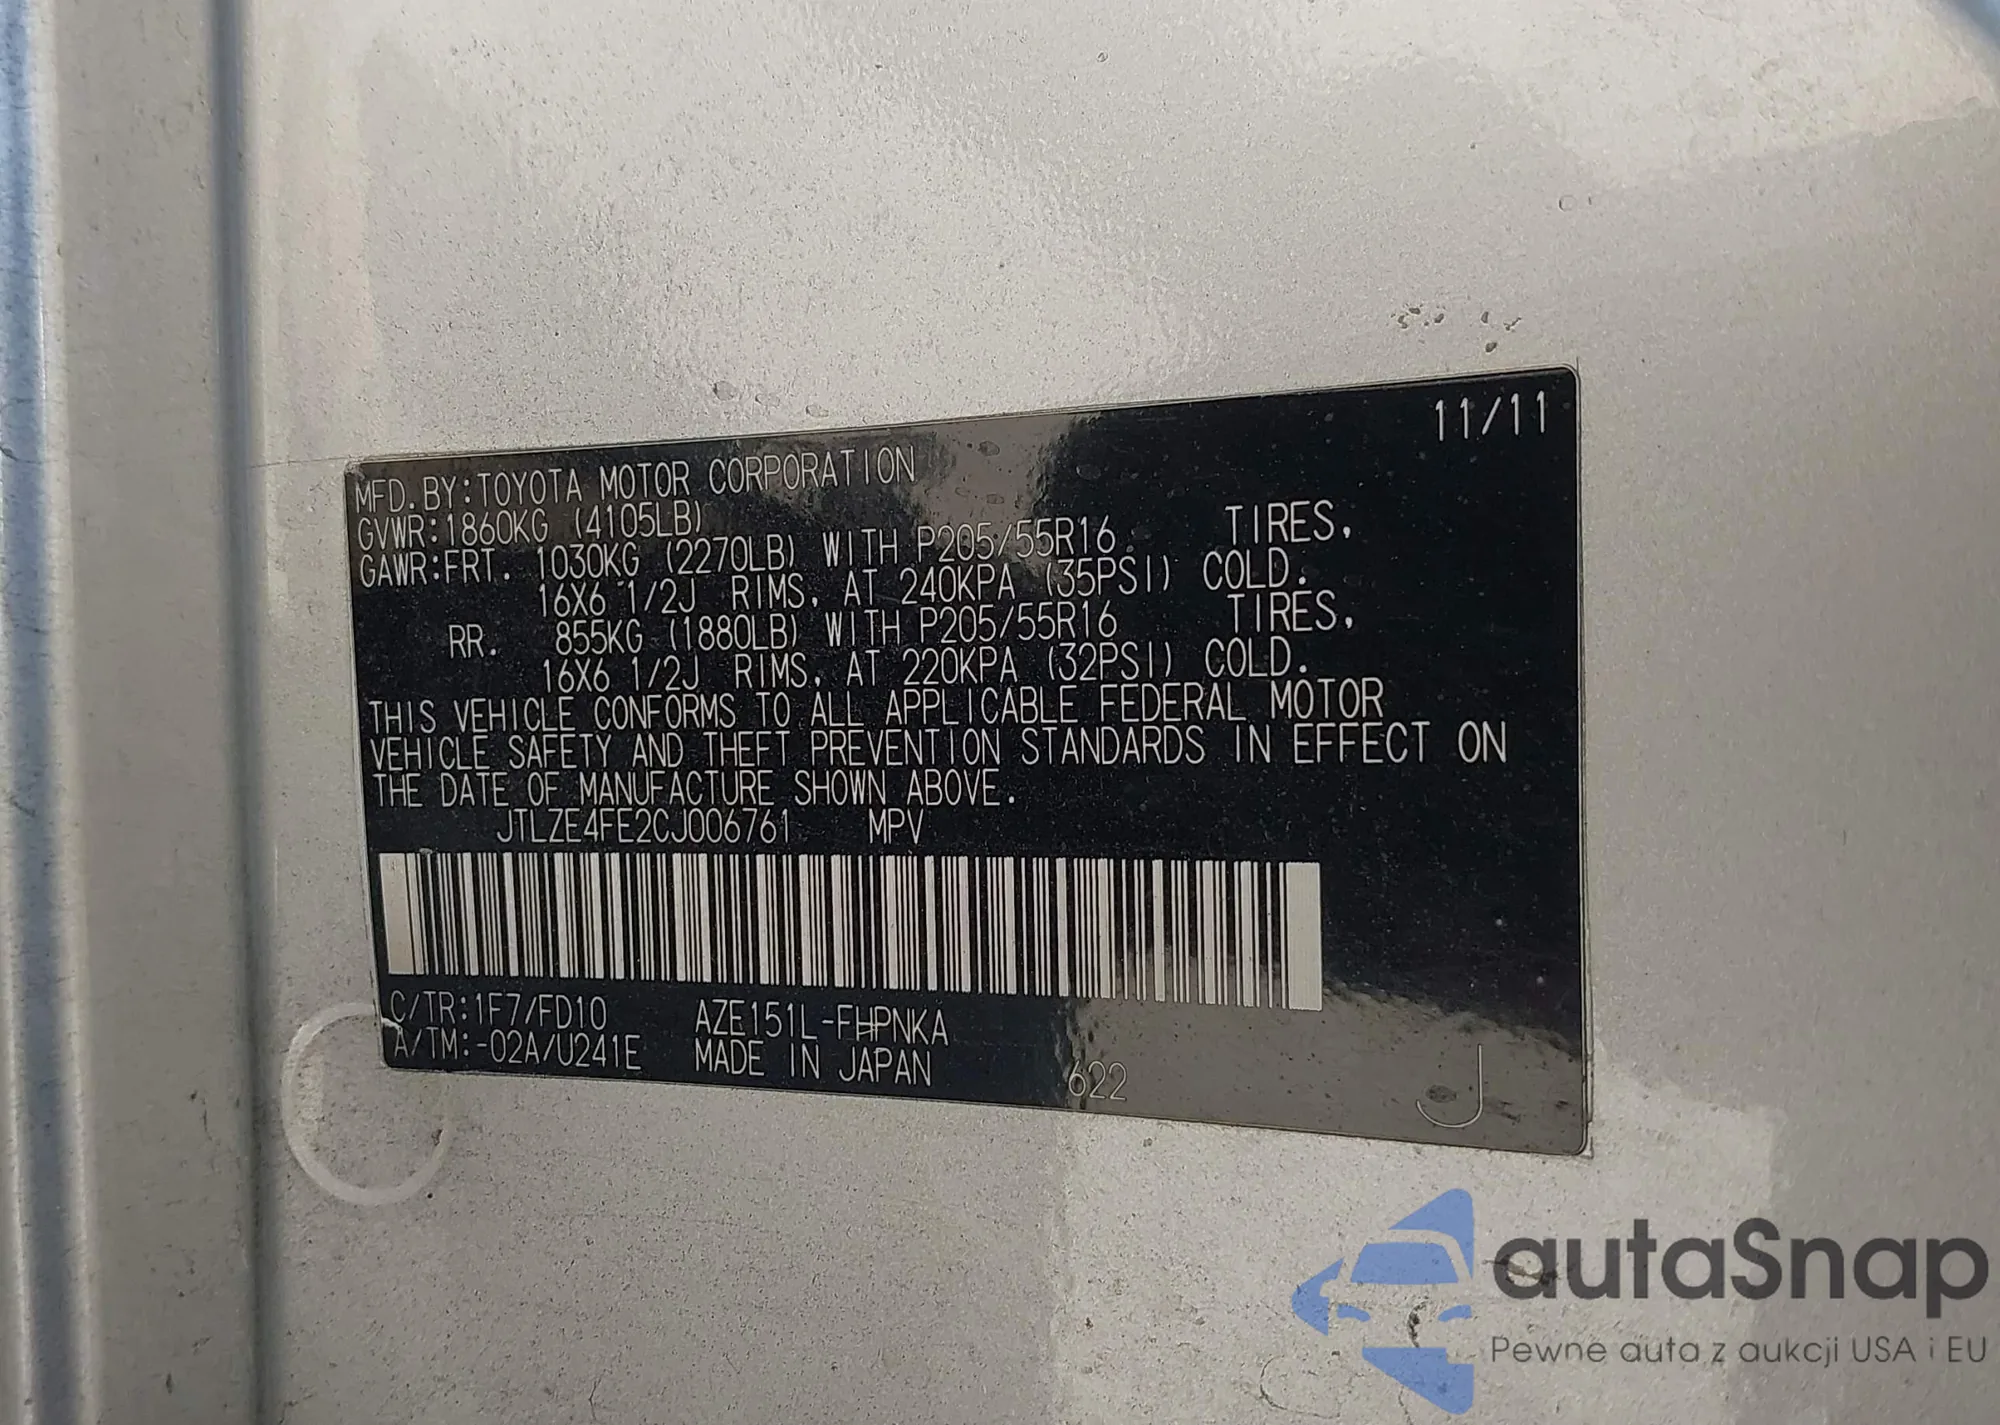 11/11
MFD.BY:TOYOTA MOTOR CORPORATION
GVWR:1860KG (4105LB)
GAWR:FRT. 1030KG (2270LB) WITH P205/55R16 TIRES,
16X6 1/2J RIMS, AT 240KPA (35PSI) COLD.
RR. 855KG (1880LB) WITH P205/55R16 TIRES,
16X6 1/2J RIMS, AT 220KPA (32PSI) COLD.
THIS VEHICLE CONFORMS TO ALL APPLICABLE FEDERAL MOTOR
VEHICLE SAFETY AND THEFT PREVENTION STANDARDS IN EFFECT ON
THE DATE OF MANUFACTURE SHOWN ABOVE.
JTLZE4FE2CJ006761 MPV
C/TR:1F7/FD10 AZE151L-FHPNKA
A/TM:-02A/U241E MADE IN JAPAN 622 J
autaSnap
Pewne auta z aukcji USA i EU